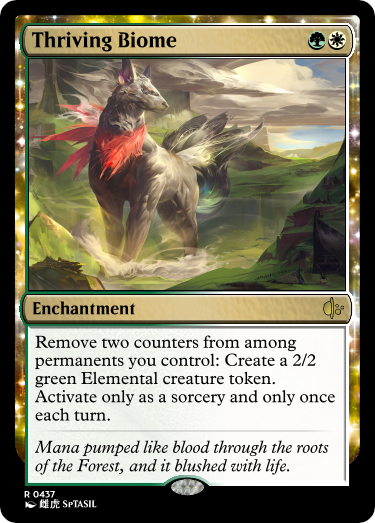 Thriving Biome
Enchantment
Remove two counters from among
permanents you control: Create a 2/2
green Elemental creature token.
Activate only as a sorcery and only once
each turn.
Mana pumped like blood through the roots
of the Forest, and it blushed with life.
R 0437
雌虎 SpTASIL